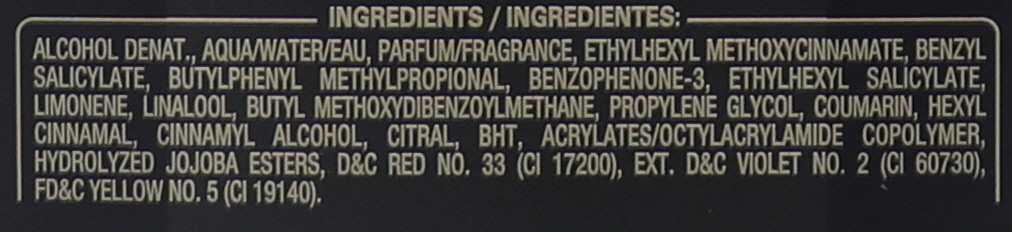 INGREDIENTS / INGREDIENTES:
ALCOHOL DENAT., AQUA/WATER/EAU, PARFUM/FRAGRANCE, ETHYLHEXYL METHOXYCINNAMATE, BENZYL
SALICYLATE, BUTYLPHENYL METHYLPROPIONAL, BENZOPHENONE-3, ETHYLHEXYL SALICYLATE,
LIMONENE, LINALOOL, BUTYL METHOXYDIBENZOYLMETHANE, PROPYLENE GLYCOL, COUMARIN, HEXYL
CINNAMAL, CINNAMYL ALCOHOL, CITRAL, BHT, ACRYLATES/OCTYLACRYLAMIDE COPOLYMER,
HYDROLYZED JOJOBA ESTERS, D&C RED NO. 33 (CI 17200), EXT. D&C VIOLET NO. 2 (CI 60730),
FD&C YELLOW NO. 5 (CI 19140).